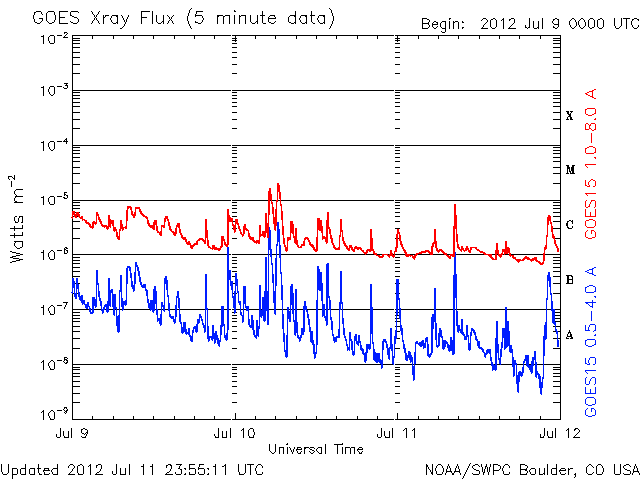 GOES Xray Flux (5 minute data)
Begin: 2012 Jul 9 0000 UTC
10⁻²
10⁻³
10⁻⁴
10⁻⁵
10⁻⁶
10⁻⁷
10⁻⁸
10⁻⁹
Watts m⁻²
X
M
C
B
A
GOES15 1.0-8.0 A
GOES15 0.5-4.0 A
Jul 9
Jul 10
Jul 11
Jul 12
Universal Time
Updated 2012 Jul 11 23:55:11 UTC
NOAA/SWPC Boulder, CO USA